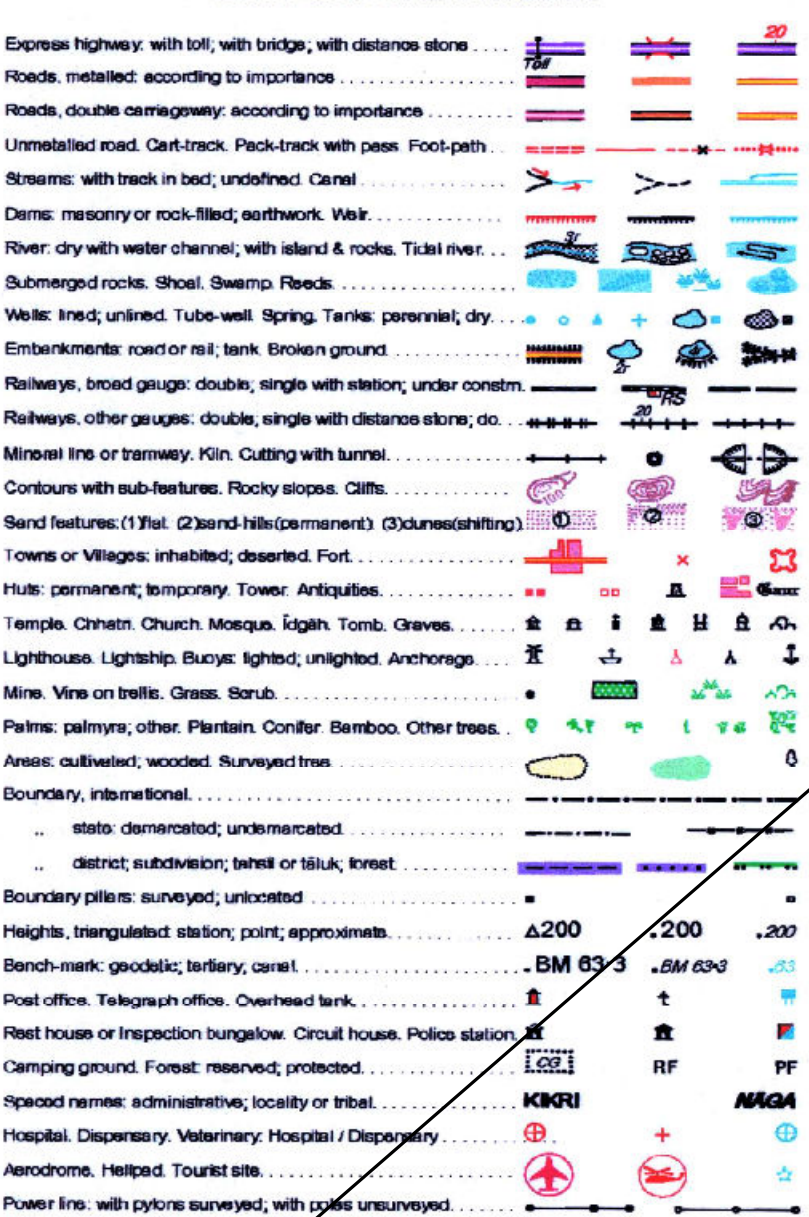 Express highway: with toll; with bridge; with distance stone . . . . Toll 20
Roads, metalled: according to importance
Roads, double carriageway: according to importance
Unmetalled road. Cart-track. Pack-track with pass. Foot-path
Streams: with track in bed; undefined. Canal
Dams: masonry or rock-filled; earthwork. Weir.
River: dry with water channel; with island & rocks. Tidal river. 3r
Submerged rocks. Shoal. Swamp. Reeds.
Wells: lined; unlined. Tube-well. Spring. Tanks: perennial; dry.
Embankments: road or rail; tank. Broken ground. 2r
Railways, broad gauge: double; single with station; under constrn. RS
Railways, other gauges: double; single with distance stone; do. 20
Mineral line or tramway. Kiln. Cutting with tunnel.
Contours with sub-features. Rocky slopes. Cliffs. 100
Sand features: (1)flat. (2)sand-hills(permanent). (3)dunes(shifting). 1 2 3
Towns or Villages: inhabited; deserted. Fort.
Huts: permanent; temporary. Tower. Antiquities.
Temple. Chhatri. Church. Mosque. Īdgāh. Tomb. Graves.
Lighthouse. Lightship. Buoys: lighted; unlighted. Anchorage.
Mine. Vine on trellis. Grass. Scrub.
Palms: palmyra; other. Plantain. Conifer. Bamboo. Other trees.
Areas: cultivated; wooded. Surveyed tree.
Boundary, international.
,, state: demarcated; undemarcated.
,, district; subdivision; tahsil or tāluk; forest.
Boundary pillars: surveyed; unlocated
Heights, triangulated: station; point; approximate. △200 .200 .200
Bench-mark: geodetic; tertiary; canal. .BM 63·3 .BM 63·3 .63
Post office. Telegraph office. Overhead tank.
Rest house or Inspection bungalow. Circuit house. Police station.
Camping ground. Forest: reserved; protected. CG RF PF
Spaced names: administrative; locality or tribal. KIKRI NĀGA
Hospital. Dispensary. Veterinary: Hospital / Dispensary
Aerodrome. Helipad. Tourist site.
Power line: with pylons surveyed; with poles unsurveyed.